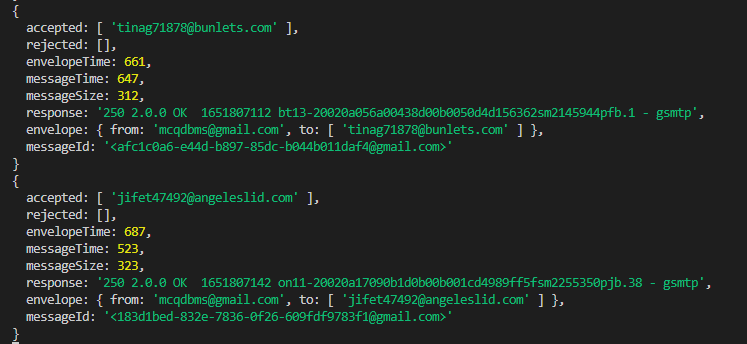 {
  accepted: [ 'tinag71878@bunlets.com' ],
  rejected: [],
  envelopeTime: 661,
  messageTime: 647,
  messageSize: 312,
  response: '250 2.0.0 OK  1651807112 bt13-20020a056a00438d00b0050d4d156362sm2145944pfb.1 - gsmtp',
  envelope: { from: 'mcqdbms@gmail.com', to: [ 'tinag71878@bunlets.com' ] },
  messageId: '<afc1c0a6-e44d-b897-85dc-b044b011daf4@gmail.com>'
}
{
  accepted: [ 'jifet47492@angeleslid.com' ],
  rejected: [],
  envelopeTime: 687,
  messageTime: 523,
  messageSize: 323,
  response: '250 2.0.0 OK  1651807142 on11-20020a17090b1d0b00b001cd4989ff5fsm2255350pjb.38 - gsmtp',
  envelope: { from: 'mcqdbms@gmail.com', to: [ 'jifet47492@angeleslid.com' ] },
  messageId: '<183d1bed-832e-7836-0f26-609fdf9783f1@gmail.com>'
}